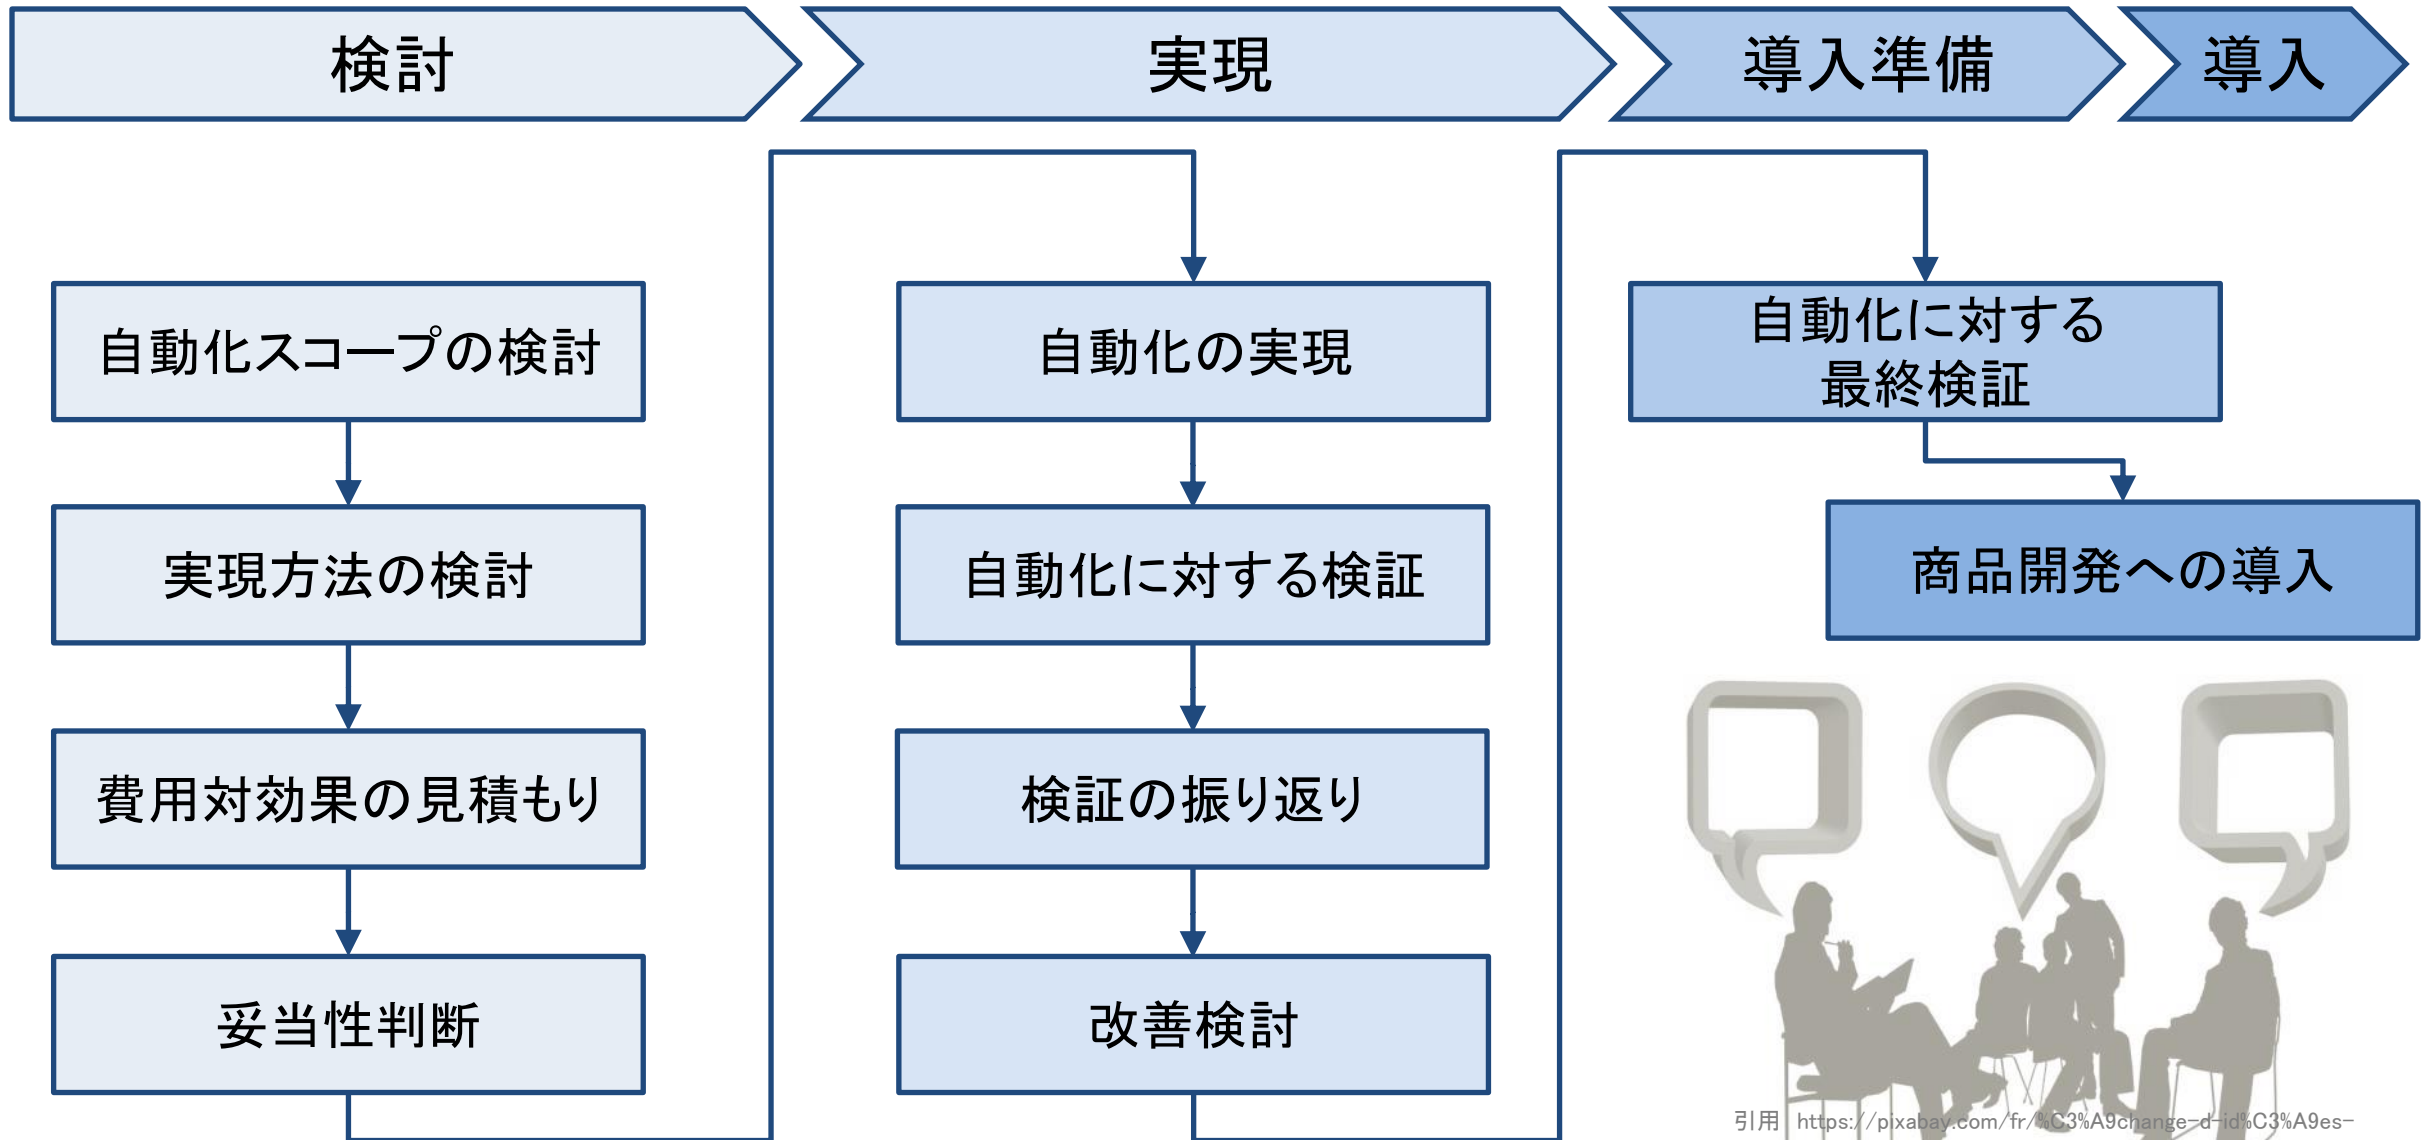 検討
実現
導入準備
導入
自動化スコープの検討
実現方法の検討
費用対効果の見積もり
妥当性判断
自動化の実現
自動化に対する検証
検証の振り返り
改善検討
自動化に対する
最終検証
商品開発への導入
引用 https://pixabay.com/fr/%C3%A9change-d-id%C3%A9es-